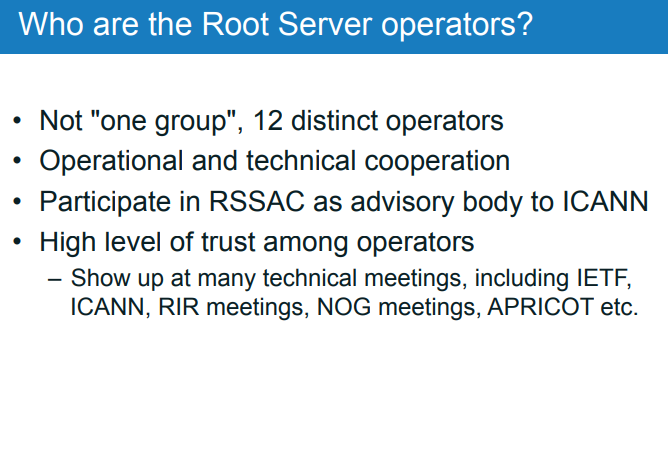 Who are the Root Server operators?
• Not "one group", 12 distinct operators
• Operational and technical cooperation
• Participate in RSSAC as advisory body to ICANN
• High level of trust among operators
– Show up at many technical meetings, including IETF,
ICANN, RIR meetings, NOG meetings, APRICOT etc.